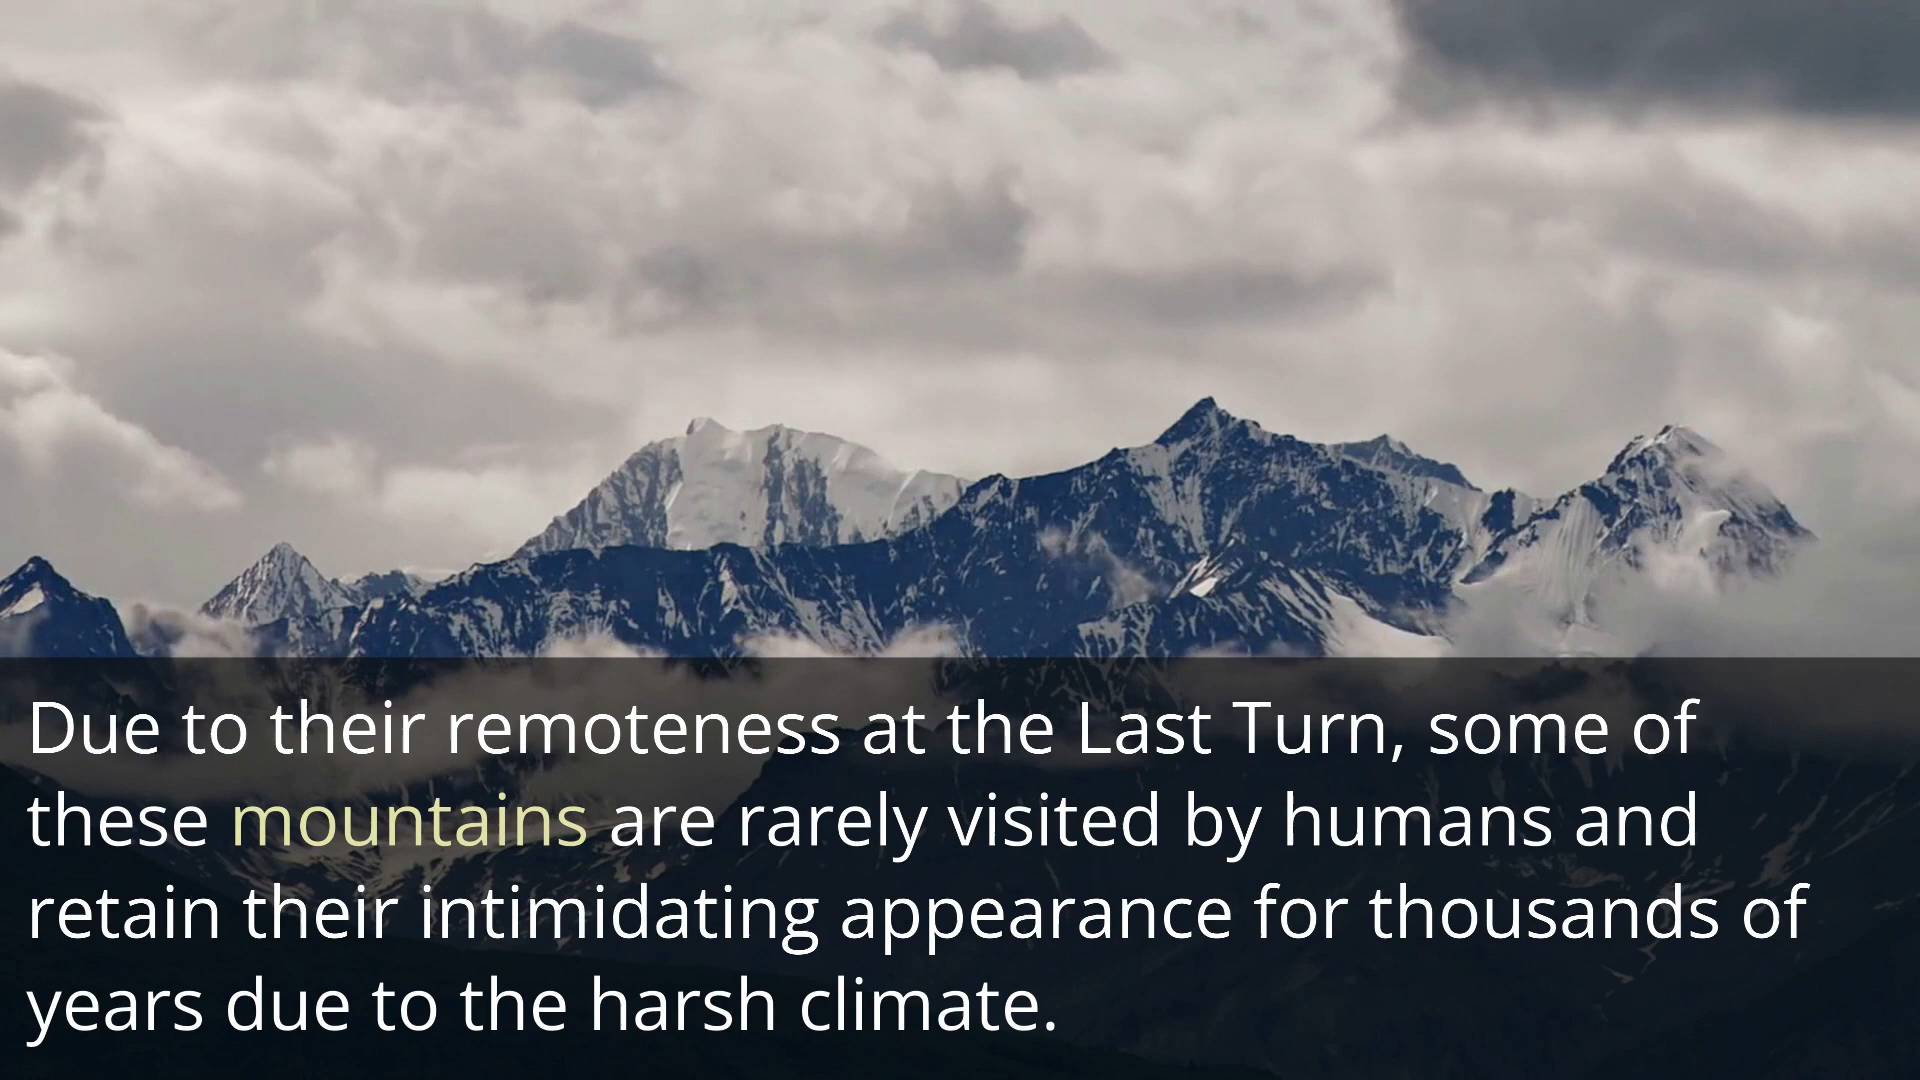 Due to their remoteness at the Last Turn, some of
these mountains are rarely visited by humans and
retain their intimidating appearance for thousands of
years due to the harsh climate.